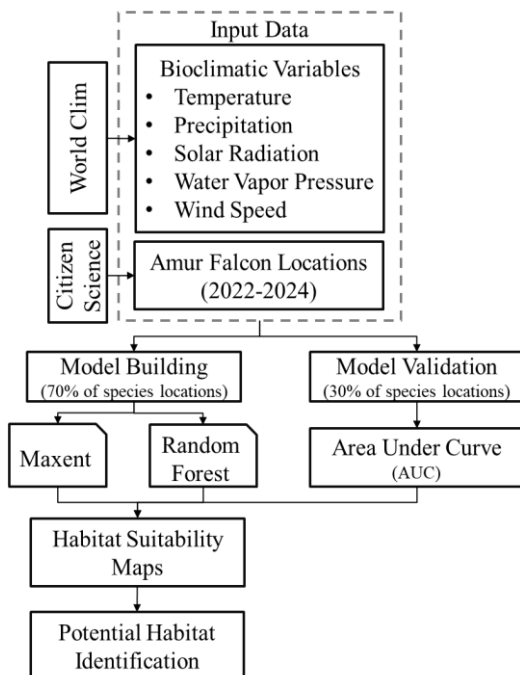 Input Data
World Clim
Bioclimatic Variables
• Temperature
• Precipitation
• Solar Radiation
• Water Vapor Pressure
• Wind Speed
Citizen
Science
Amur Falcon Locations
(2022-2024)
Model Building
(70% of species locations)
Model Validation
(30% of species locations)
Maxent
Random
Forest
Area Under Curve
(AUC)
Habitat Suitability
Maps
Potential Habitat
Identification